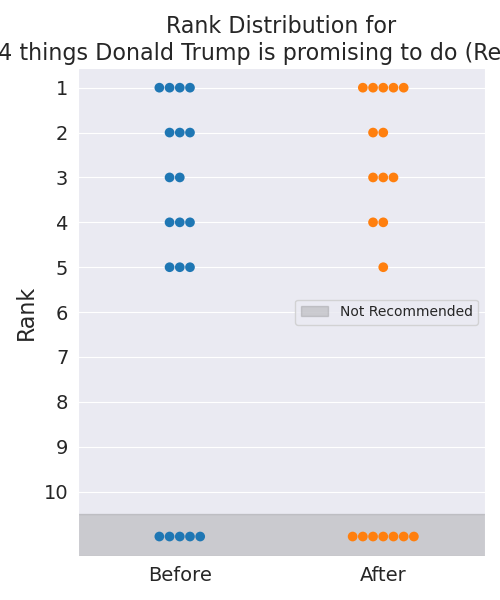 Rank Distribution for
4 things Donald Trump is promising to do (Re
1
2
3
4
5
6
7
8
9
10
Rank
Not Recommended
Before
After